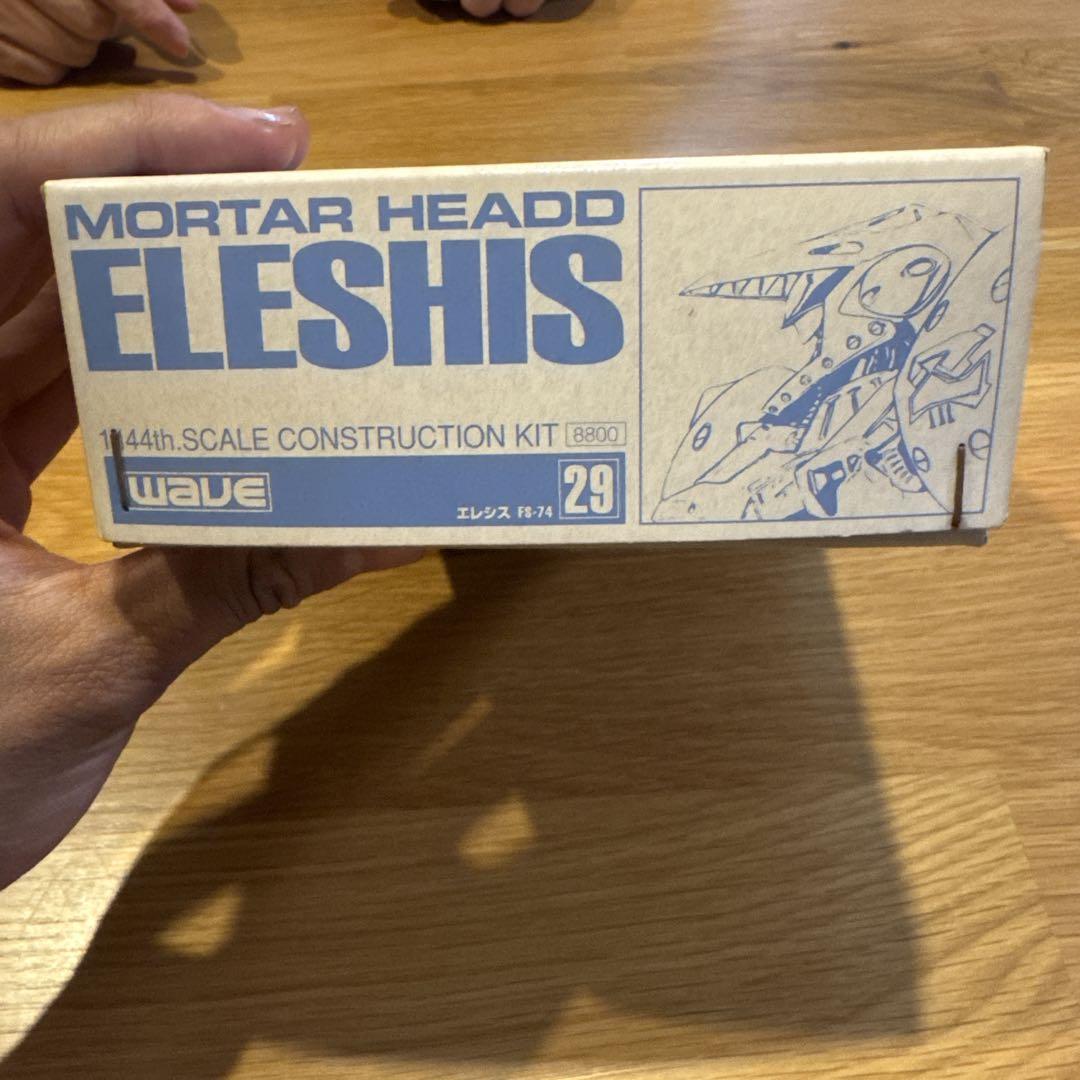 MORTAR HEADD
ELESHIS
1/144th.SCALE CONSTRUCTION KIT 8800
wave
エレシス FS-74 29